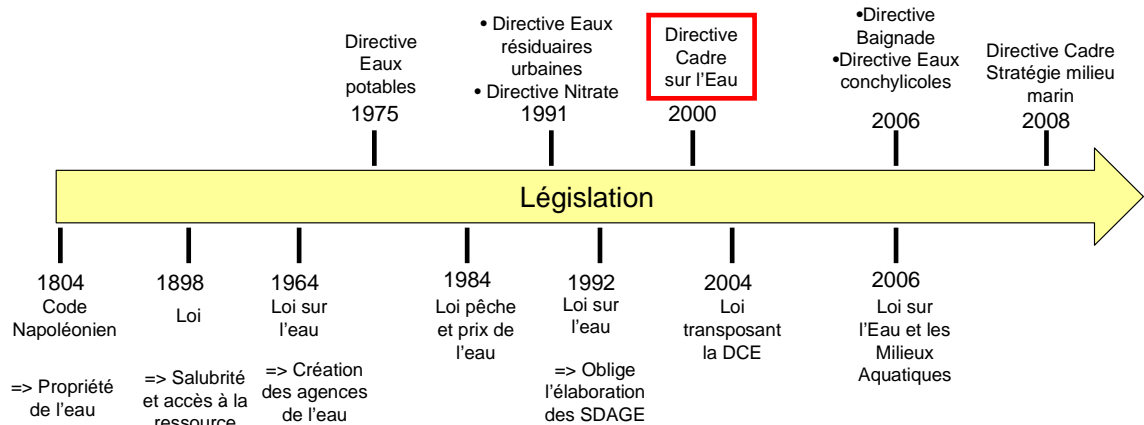 Directive
Eaux
potables
1975
• Directive Eaux
résiduaires
urbaines
• Directive Nitrate
1991
Directive
Cadre
sur l'Eau
2000
•Directive
Baignade
•Directive Eaux
conchylicoles
2006
Directive Cadre
Stratégie milieu
marin
2008
Législation
1804
Code
Napoléonien
=> Propriété
de l'eau
1898
Loi
=> Salubrité
et accès à la
ressource
1964
Loi sur
l'eau
=> Création
des agences
de l'eau
1984
Loi pêche
et prix de
l'eau
1992
Loi sur
l'eau
=> Oblige
l'élaboration
des SDAGE
2004
Loi
transposant
la DCE
2006
Loi sur
l'Eau et les
Milieux
Aquatiques